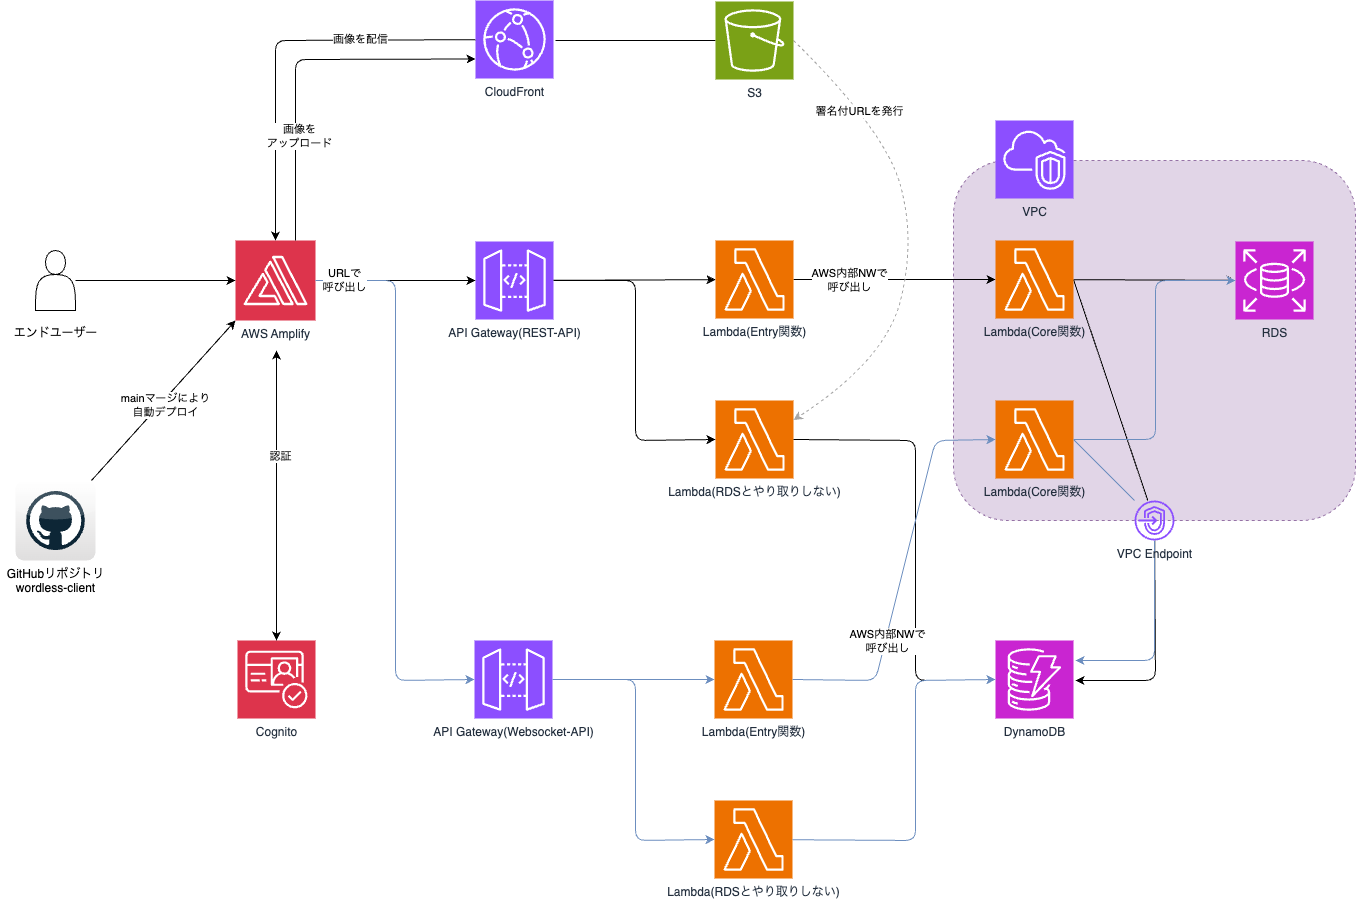 画像を配信
CloudFront
S3
画像を
アップロード
署名付URLを発行
VPC
エンドユーザー
AWS Amplify
URLで
呼び出し
API Gateway(REST-API)
Lambda(Entry関数)
AWS内部NWで
呼び出し
Lambda(Core関数)
RDS
mainマージにより
自動デプロイ
認証
Lambda(RDSとやり取りしない)
Lambda(Core関数)
VPC Endpoint
GitHubリポジトリ
wordless-client
AWS内部NWで
呼び出し
Cognito
API Gateway(Websocket-API)
Lambda(Entry関数)
DynamoDB
Lambda(RDSとやり取りしない)